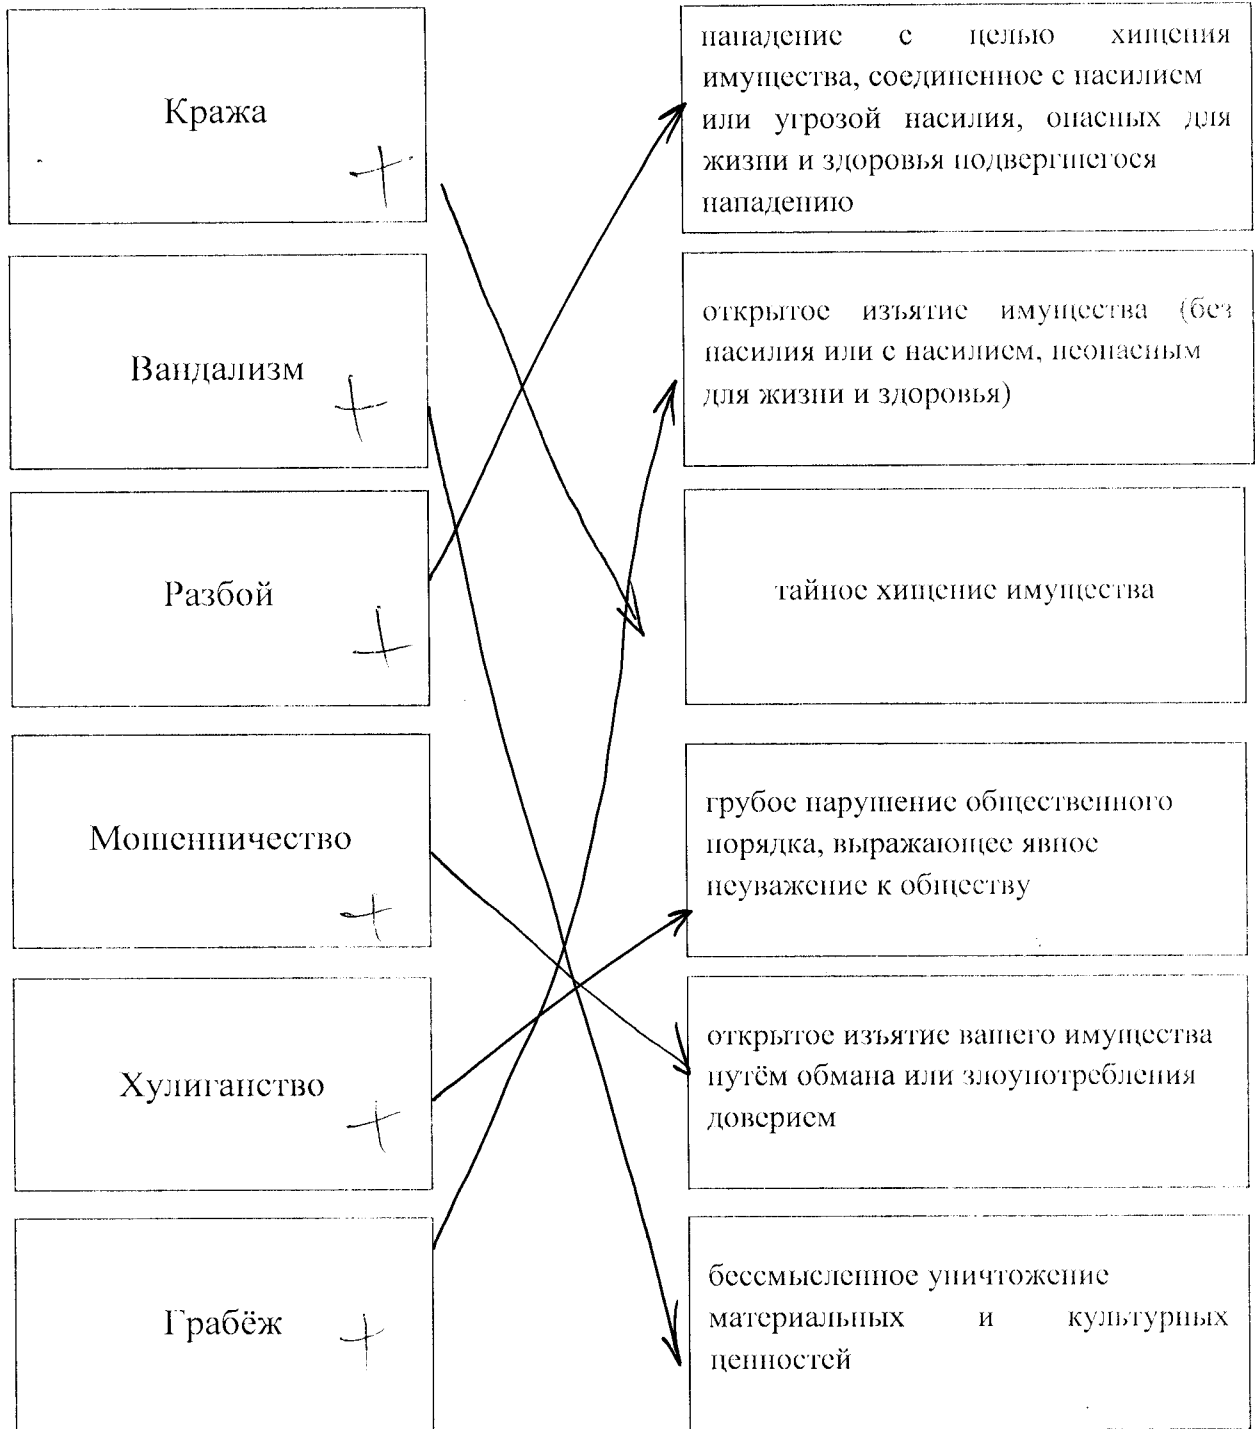 Кража
нападение с целью хищения
имущества, соединенное с насилием
или угрозой насилия, опасных для
жизни и здоровья подвергшегося
нападению
Вандализм
открытое изъятие имущества (без
насилия или с насилием, неопасным
для жизни и здоровья)
Разбой
тайное хищение имущества
Мошенничество
грубое нарушение общественного
порядка, выражающее явное
неуважение к обществу
Хулиганство
открытое изъятие вашего имущества
путём обмана или злоупотребления
доверием
Грабёж
бессмысленное уничтожение
материальных и культурных
ценностей